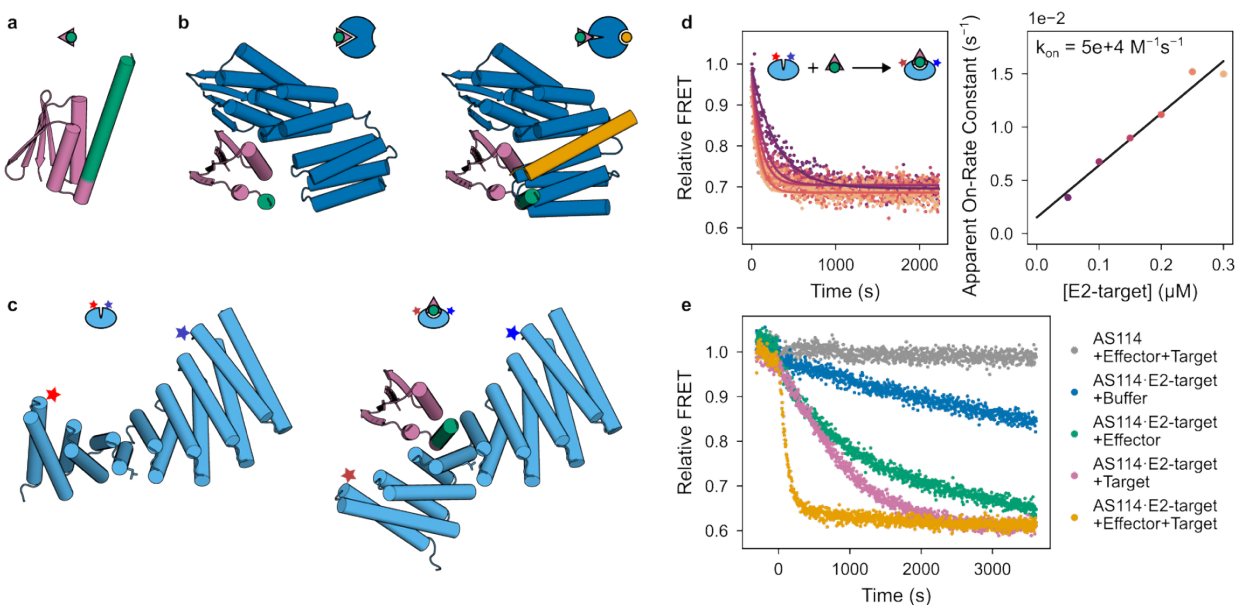 a
b
c
d
Relative FRET
1.0
0.9
0.8
0.7
0.6
0
1000
2000
Time (s)
Apparent On-Rate Constant (s⁻¹)
1e−2
kon = 5e+4 M⁻¹s⁻¹
1.5
1.0
0.5
0.0
0.0
0.1
0.2
0.3
[E2-target] (µM)
e
Relative FRET
1.0
0.9
0.8
0.7
0.6
0
1000
2000
3000
Time (s)
AS114
+Effector+Target
AS114·E2-target
+Buffer
AS114·E2-target
+Effector
AS114·E2-target
+Target
AS114·E2-target
+Effector+Target